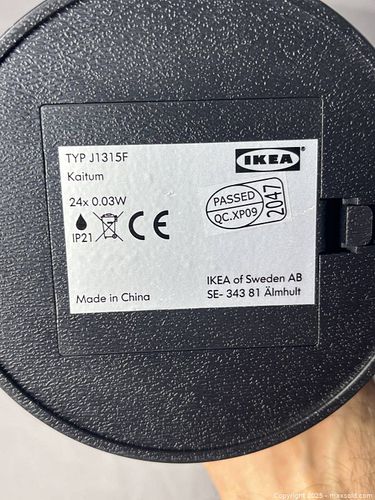 TYP J1315F
IKEA
Kaitum
24x 0.03W
PASSED
QC.XP09
2047
IP21
CE
IKEA of Sweden AB
Made in China
SE- 343 81 Älmhult
Copyright 2025 - maxsold.com